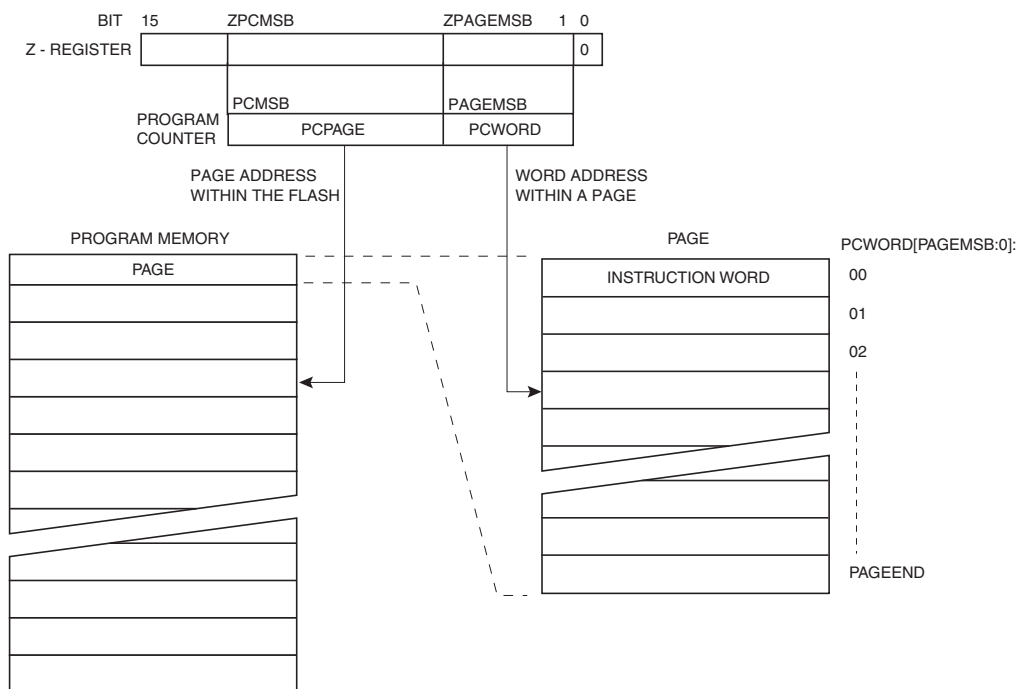 BIT 15 ZPCMSB ZPAGEMSB 1 0
Z - REGISTER 0
PCMSB PAGEMSB
PROGRAM
COUNTER
PCPAGE PCWORD
PAGE ADDRESS
WITHIN THE FLASH
WORD ADDRESS
WITHIN A PAGE
PROGRAM MEMORY
PAGE
PAGE
PCWORD[PAGEMSB:0]:
INSTRUCTION WORD
00
01
02
PAGEEND